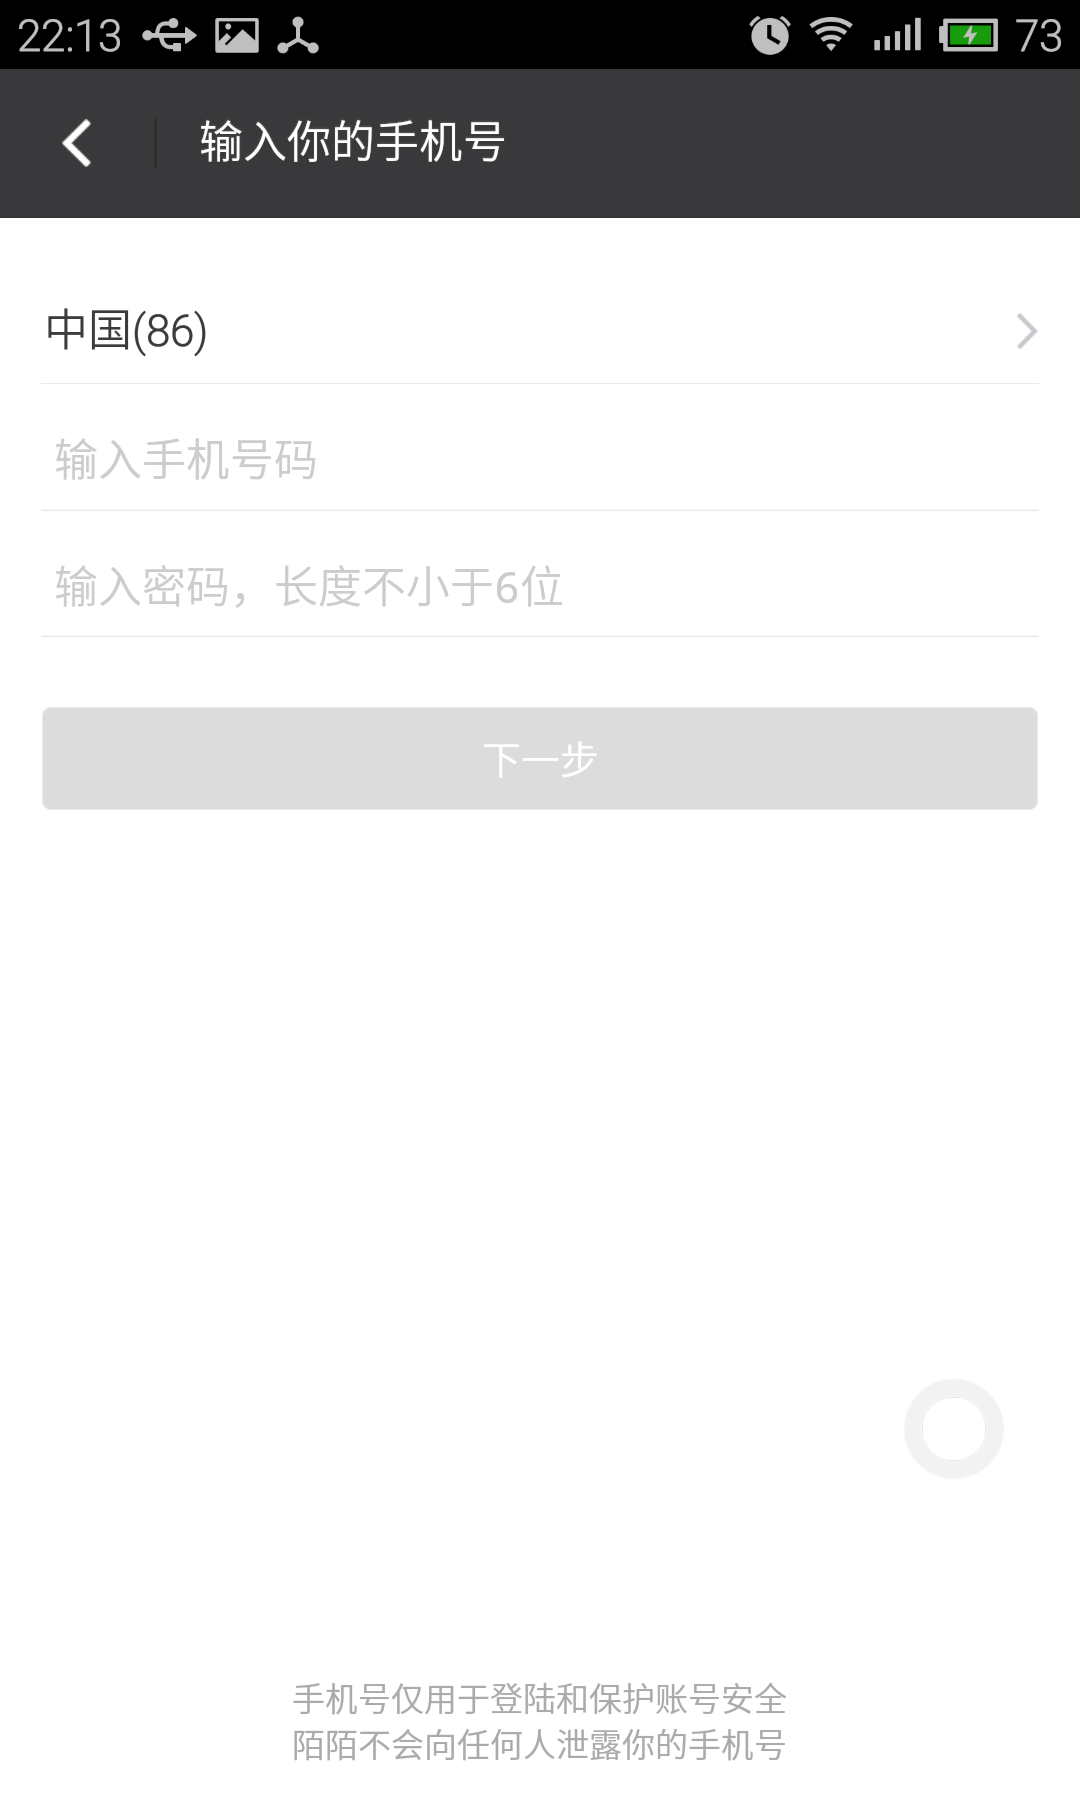 22:13
73
输入你的手机号
中国(86)
输入手机号码
输入密码，长度不小于6位
下一步
手机号仅用于登陆和保护账号安全
陌陌不会向任何人泄露你的手机号